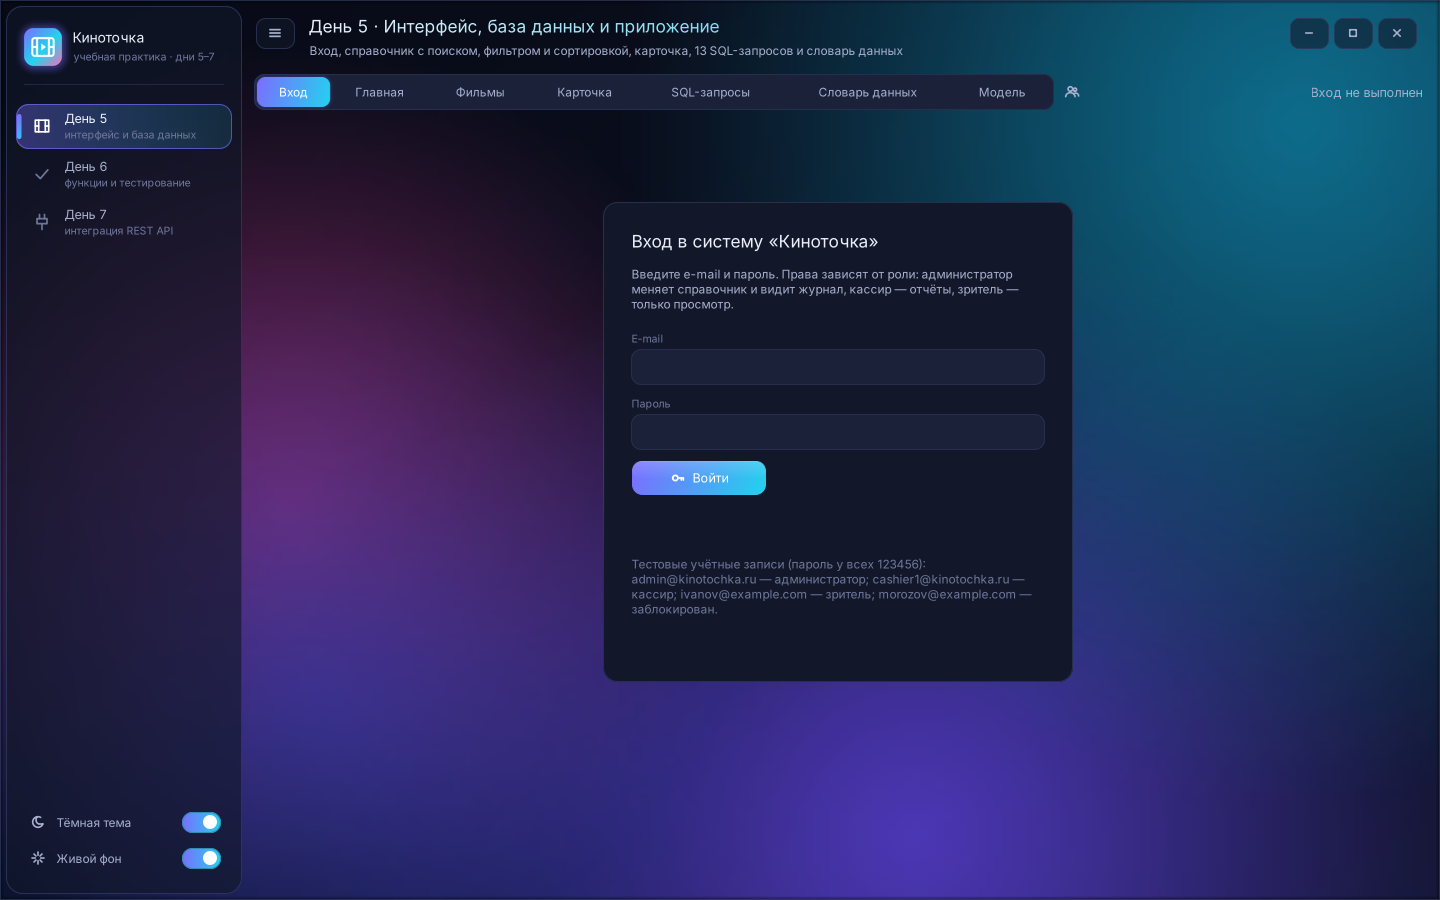 Киноточка
учебная практика · дни 5–7
День 5
интерфейс и база данных
День 6
функции и тестирование
День 7
интеграция REST API
Тёмная тема
Живой фон
День 5 · Интерфейс, база данных и приложение
Вход, справочник с поиском, фильтром и сортировкой, карточка, 13 SQL-запросов и словарь данных
Вход Главная Фильмы Карточка SQL-запросы Словарь данных Модель
Вход не выполнен
Вход в систему «Киноточка»
Введите e-mail и пароль. Права зависят от роли: администратор
меняет справочник и видит журнал, кассир — отчёты, зритель —
только просмотр.
E-mail
Пароль
Войти
Тестовые учётные записи (пароль у всех 123456):
admin@kinotochka.ru — администратор; cashier1@kinotochka.ru —
кассир; ivanov@example.com — зритель; morozov@example.com —
заблокирован.